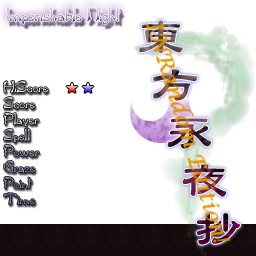 Imperishable Night
HiScore
Score
Player
Spell
Power
Graze
Point
Time
東方永夜抄
Random Edition